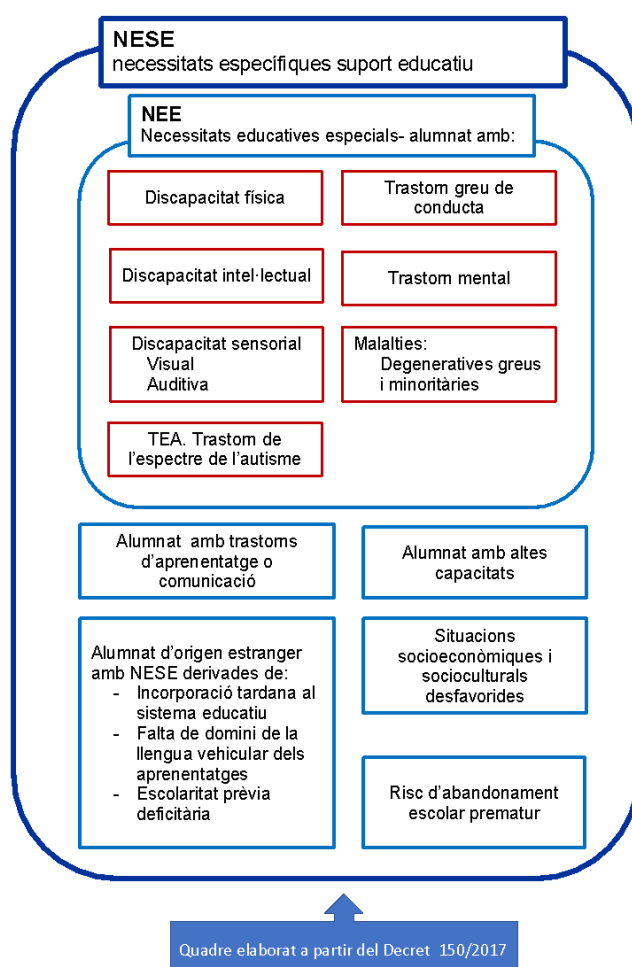 NESE
necessitats específiques suport educatiu
NEE
Necessitats educatives especials- alumnat amb:
Discapacitat física
Trastorn greu de
conducta
Discapacitat intel·lectual
Trastorn mental
Discapacitat sensorial
Visual
Auditiva
Malalties:
Degeneratives greus
i minoritàries
TEA. Trastorn de
l'espectre de l'autisme
Alumnat amb trastorns
d'aprenentatge o
comunicació
Alumnat amb altes
capacitats
Alumnat d'origen estranger
amb NESE derivades de:
- Incorporació tardana al
sistema educatiu
- Falta de domini de la
llengua vehicular dels
aprenentatges
- Escolaritat prèvia
deficitària
Situacions
socioeconòmiques i
socioculturals
desfavorides
Risc d'abandonament
escolar prematur
Quadre elaborat a partir del Decret 150/2017